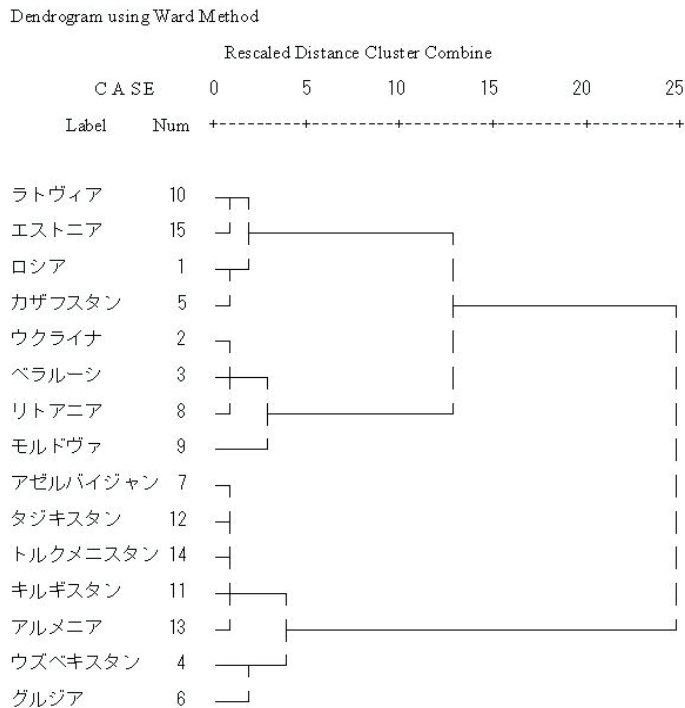 Dendrogram using Ward Method
Rescaled Distance Cluster Combine
C A S E 0 5 10 15 20 25
Label Num +---------+---------+---------+---------+---------+
ラトヴィア 10
エストニア 15
ロシア 1
カザフスタン 5
ウクライナ 2
ベラルーシ 3
リトアニア 8
モルドヴァ 9
アゼルバイジャン 7
タジキスタン 12
トルクメニスタン 14
キルギスタン 11
アルメニア 13
ウズベキスタン 4
グルジア 6